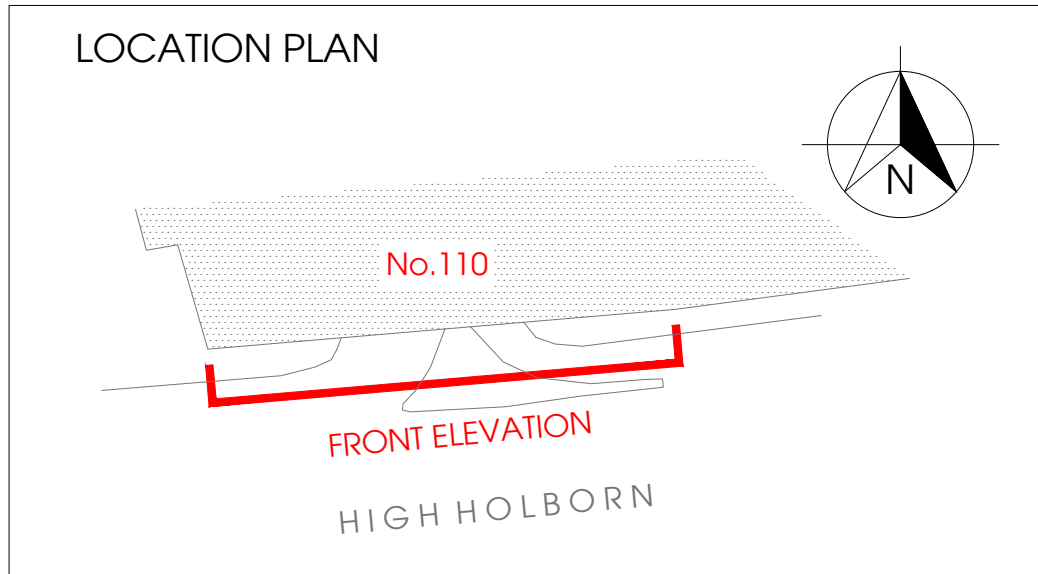 LOCATION PLAN
N
No.110
FRONT ELEVATION
HIGH HOLBORN